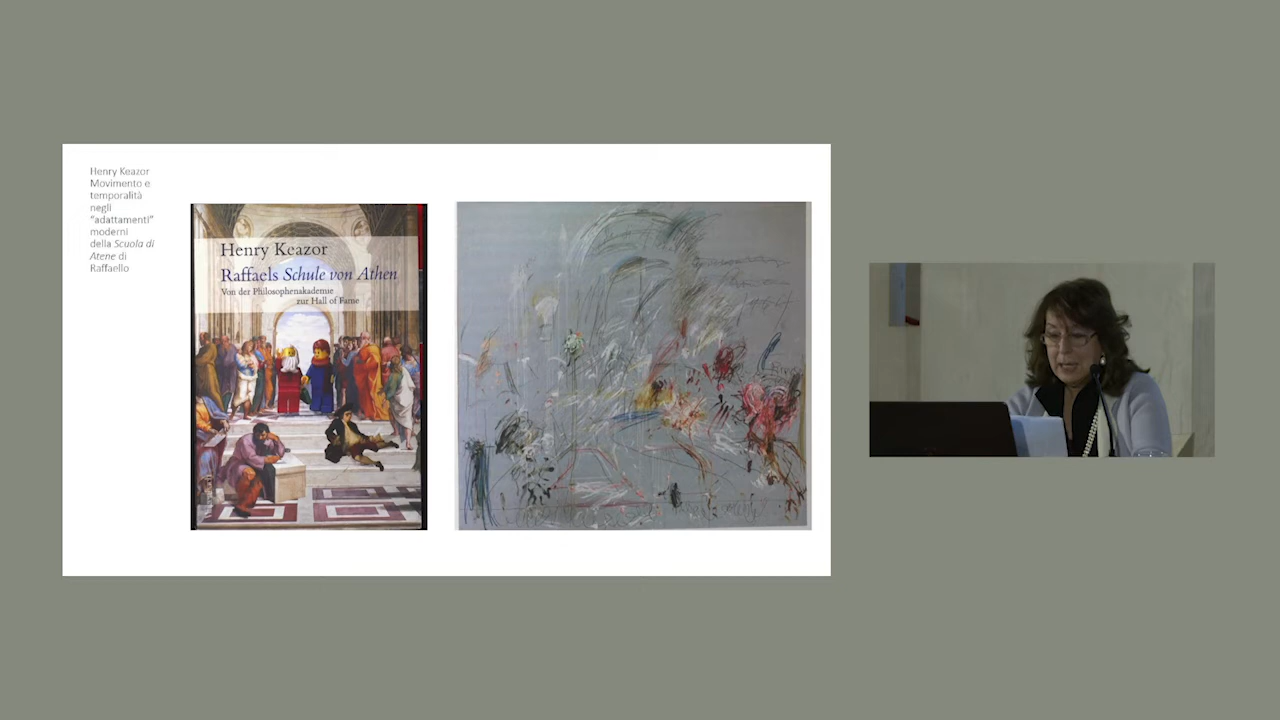 Henry Keazor
Movimento e
temporalità
negli
“adattamenti”
moderni
della Scuola di
Atene di
Raffaello
Henry Keazor
Raffaels Schule von Athen
Von der Philosophenakademie
zur Hall of Fame